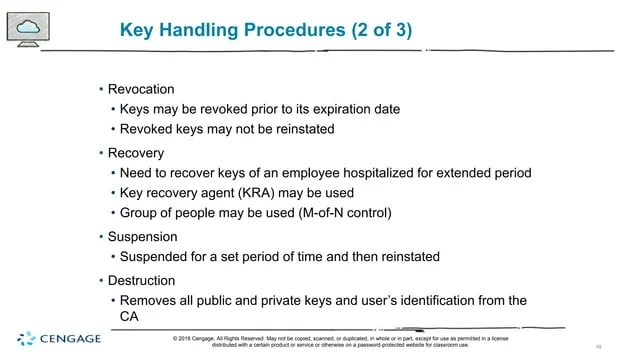 Key Handling Procedures (2 of 3)
• Revocation
• Keys may be revoked prior to its expiration date
• Revoked keys may not be reinstated
• Recovery
• Need to recover keys of an employee hospitalized for extended period
• Key recovery agent (KRA) may be used
• Group of people may be used (M-of-N control)
• Suspension
• Suspended for a set period of time and then reinstated
• Destruction
• Removes all public and private keys and user’s identification from the
CA
CENGAGE
© 2018 Cengage. All Rights Reserved. May not be copied, scanned, or duplicated, in whole or in part, except for use as permitted in a license
distributed with a certain product or service or otherwise on a password-protected website for classroom use.